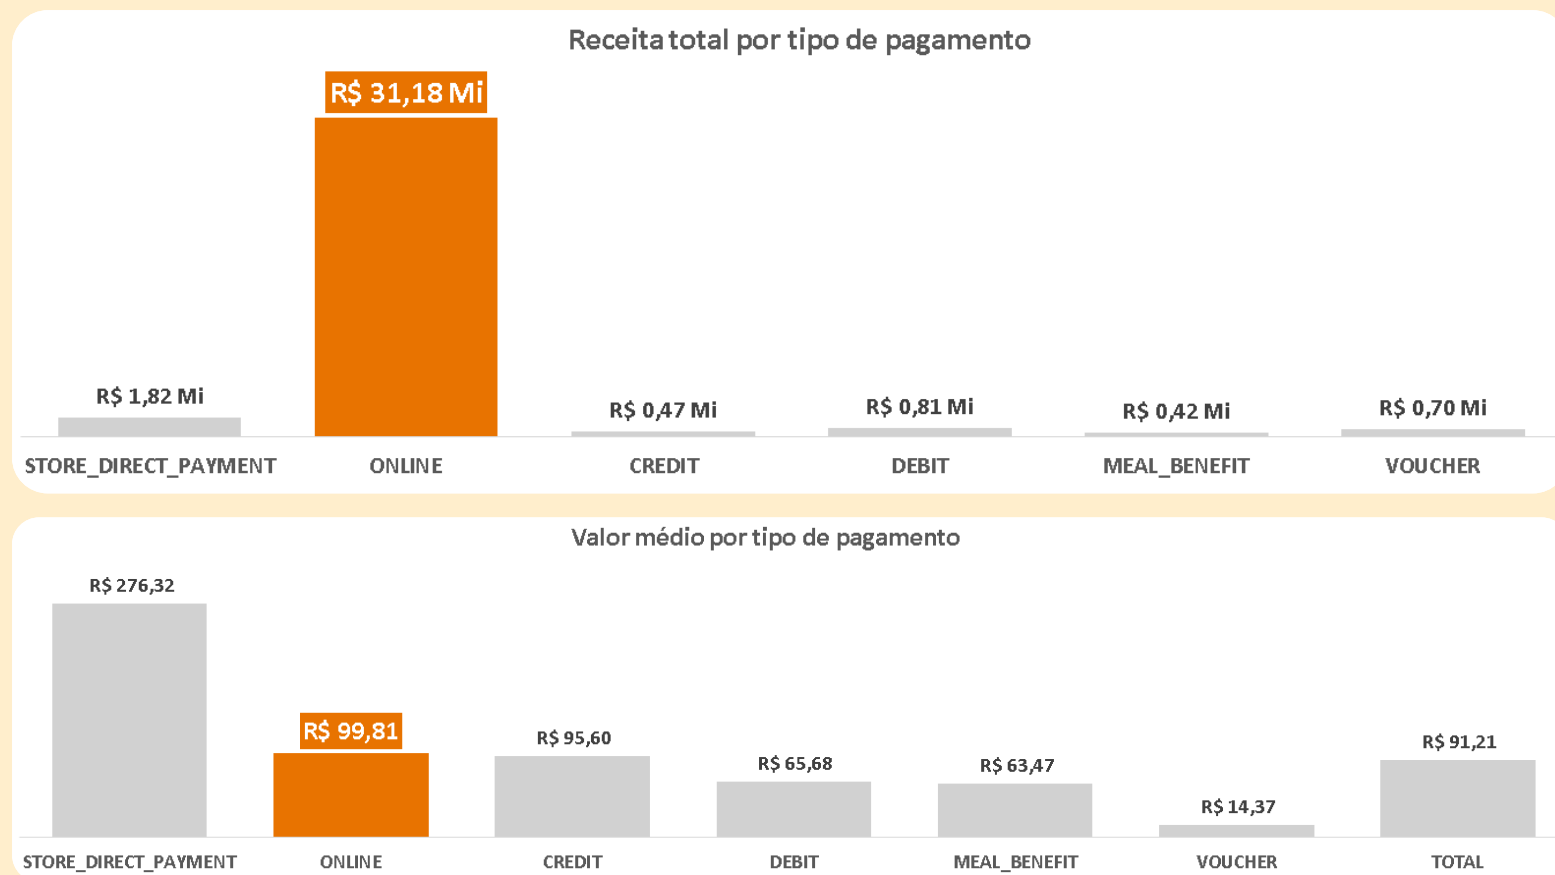 Receita total por tipo de pagamento
R$ 31,18 Mi
R$ 1,82 Mi
R$ 0,47 Mi
R$ 0,81 Mi
R$ 0,42 Mi
R$ 0,70 Mi
STORE_DIRECT_PAYMENT
ONLINE
CREDIT
DEBIT
MEAL_BENEFIT
VOUCHER
Valor médio por tipo de pagamento
R$ 276,32
R$ 99,81
R$ 95,60
R$ 65,68
R$ 63,47
R$ 14,37
R$ 91,21
STORE_DIRECT_PAYMENT
ONLINE
CREDIT
DEBIT
MEAL_BENEFIT
VOUCHER
TOTAL